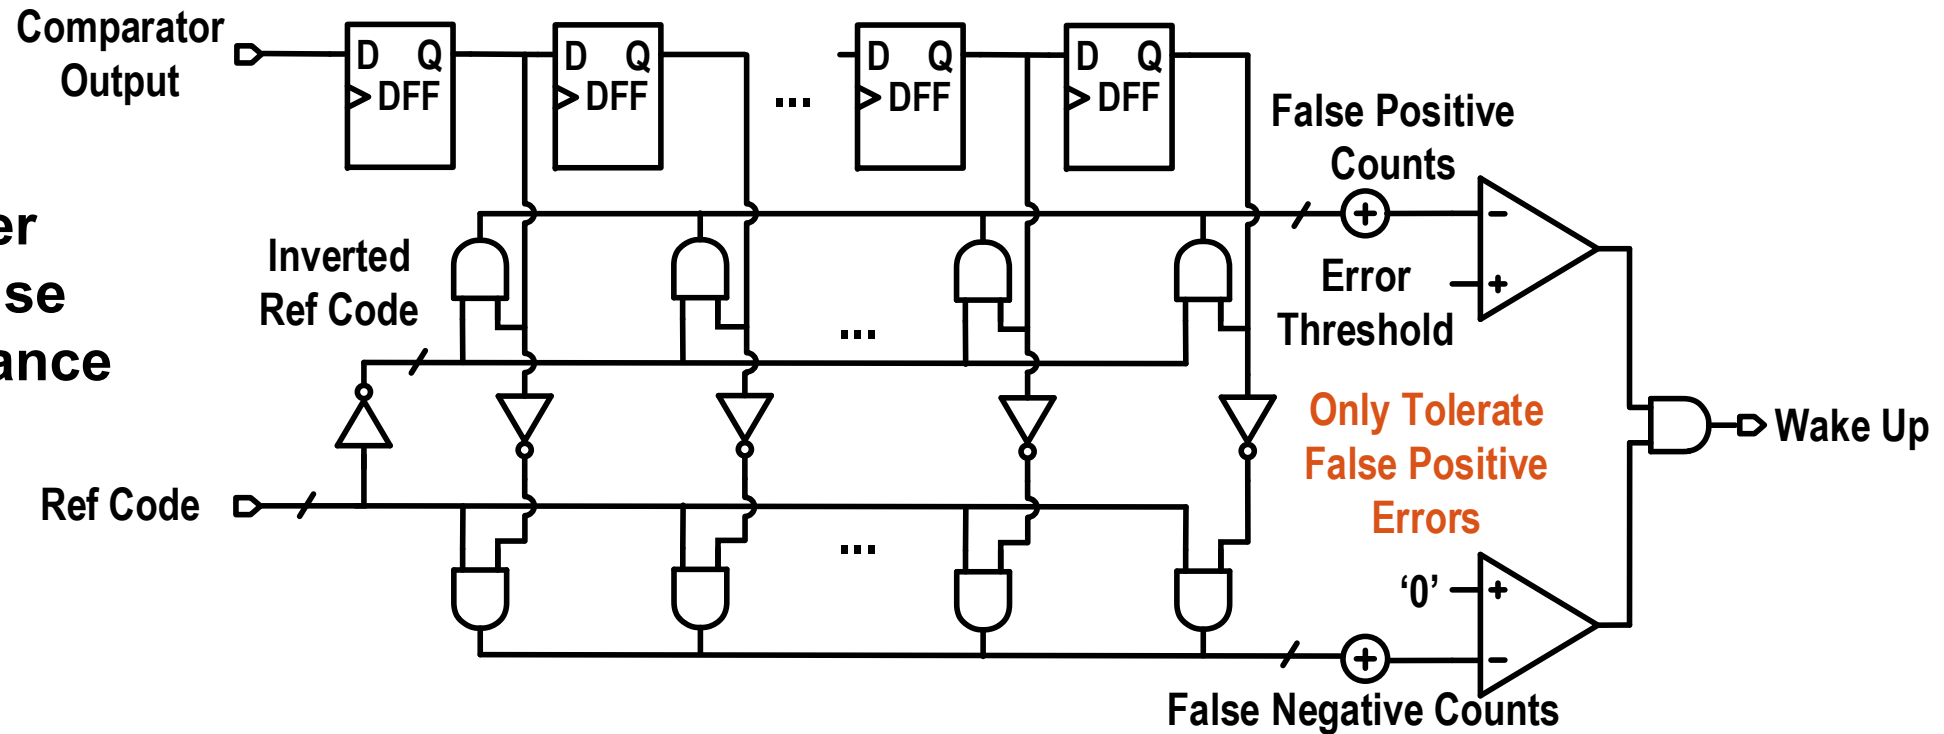 Comparator
Output
D Q
DFF
D Q
DFF
...
D Q
DFF
D Q
DFF
False Positive
Counts
+
-
Inverted
Ref Code
Error
Threshold
+
...
Only Tolerate
False Positive
Errors
Wake Up
Ref Code
...
‘0’
+
+
-
False Negative Counts